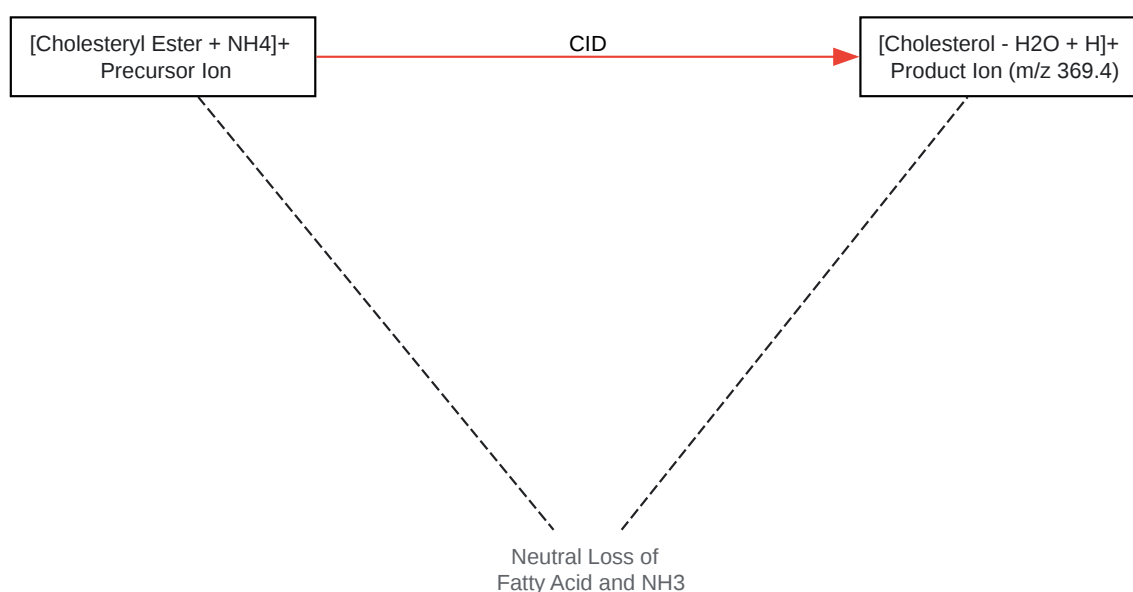 [Cholesteryl Ester + NH4]+
Precursor Ion
CID
[Cholesterol - H2O + H]+
Product Ion (m/z 369.4)
Neutral Loss of
Fatty Acid and NH3